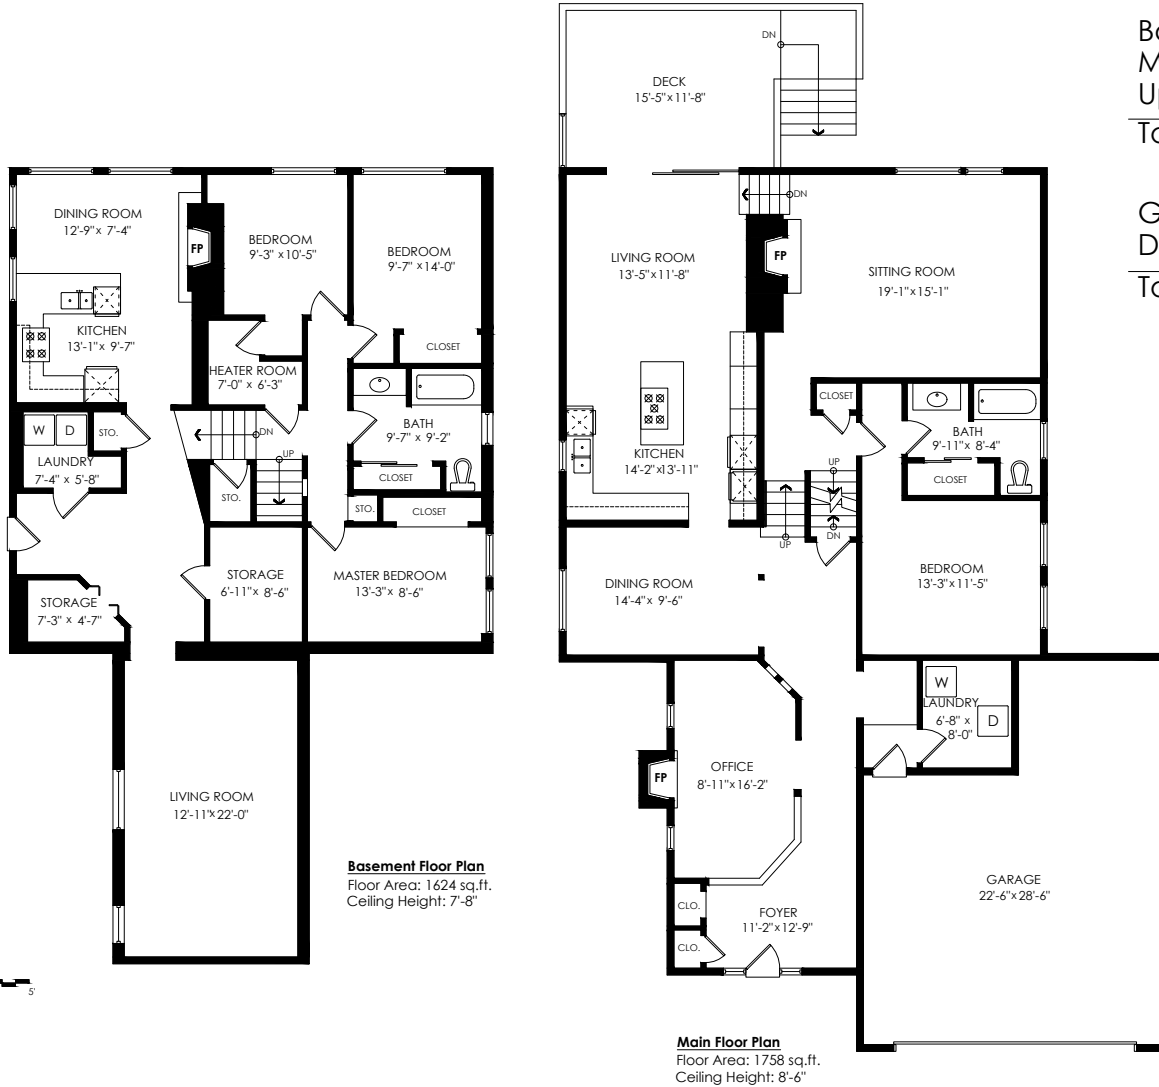 DN
DECK
15'-5"x11'-8"
DINING ROOM
12'-9"x 7'-4"
FP
BEDROOM
9'-3" x10'-5"
BEDROOM
9'-7" x14'-0"
KITCHEN
13'-1"x 9'-7"
CLOSET
HEATER ROOM
7'-0" x 6'-3"
W
D
STO.
LAUNDRY
7'-4" x 5'-8"
DN
UP
STO.
BATH
9'-7"x 9'-2"
CLOSET
STO.
CLOSET
STORAGE
6'-11"x 8'-6"
MASTER BEDROOM
13'-3"x 8'-6"
STORAGE
7'-3" x 4'-7"
LIVING ROOM
12'-11"x22'-0"
Basement Floor Plan
Floor Area: 1624 sq.ft.
Ceiling Height: 7'-8"
5'
DN
LIVING ROOM
13'-5"x11'-8"
FP
SITTING ROOM
19'-1"x15'-1"
CLOSET
KITCHEN
14'-2"x13'-11"
BATH
9'-11"x 8'-4"
UP
CLOSET
UP
DN
DINING ROOM
14'-4"x 9'-6"
BEDROOM
13'-3"x11'-5"
W
LAUNDRY
6'-8" x
8'-0"
D
OFFICE
8'-11"x16'-2"
FP
GARAGE
22'-6"x28'-6"
CLO.
FOYER
11'-2"x12'-9"
CLO.
Main Floor Plan
Floor Area: 1758 sq.ft.
Ceiling Height: 8'-6"
M
G
D